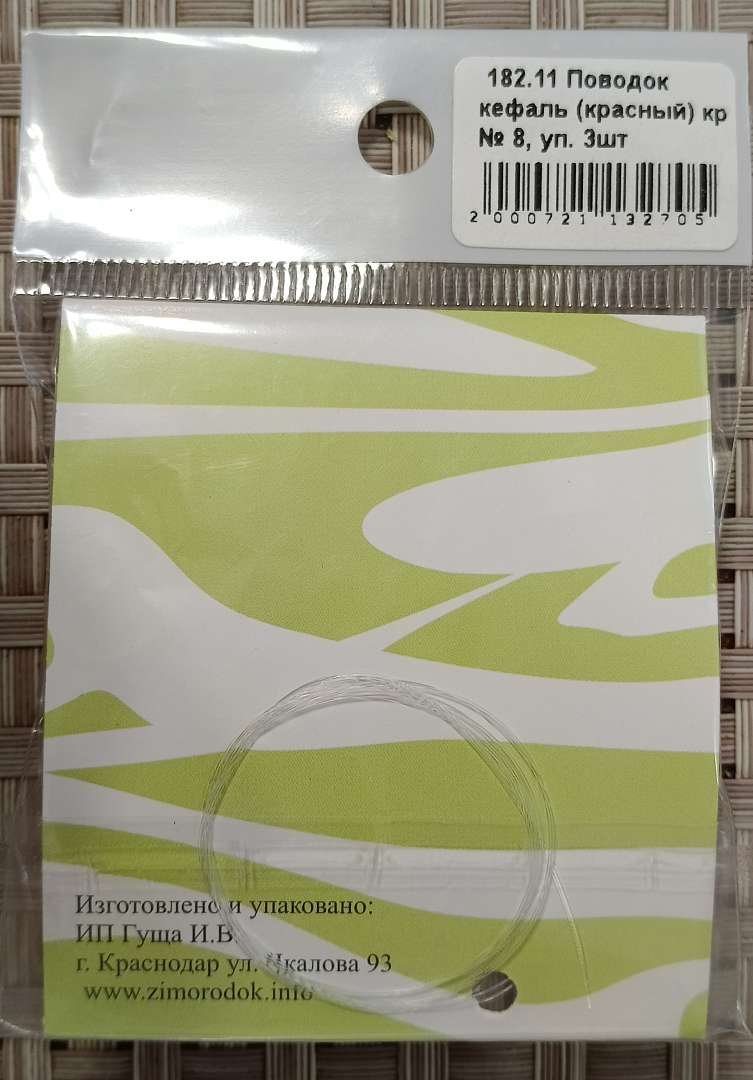 182.11 Поводок
кефаль (красный) кр
№ 8, уп. 3шт
2 000721 132705
Изготовлено и упаковано:
ИП Гуща И.В
г. Краснодар ул. Чкалова 93
www.zimorodok.info